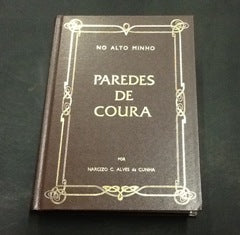 NO ALTO MINHO
PAREDES
DE
COURA
POR
NARCIZO C. ALVES da CUNHA